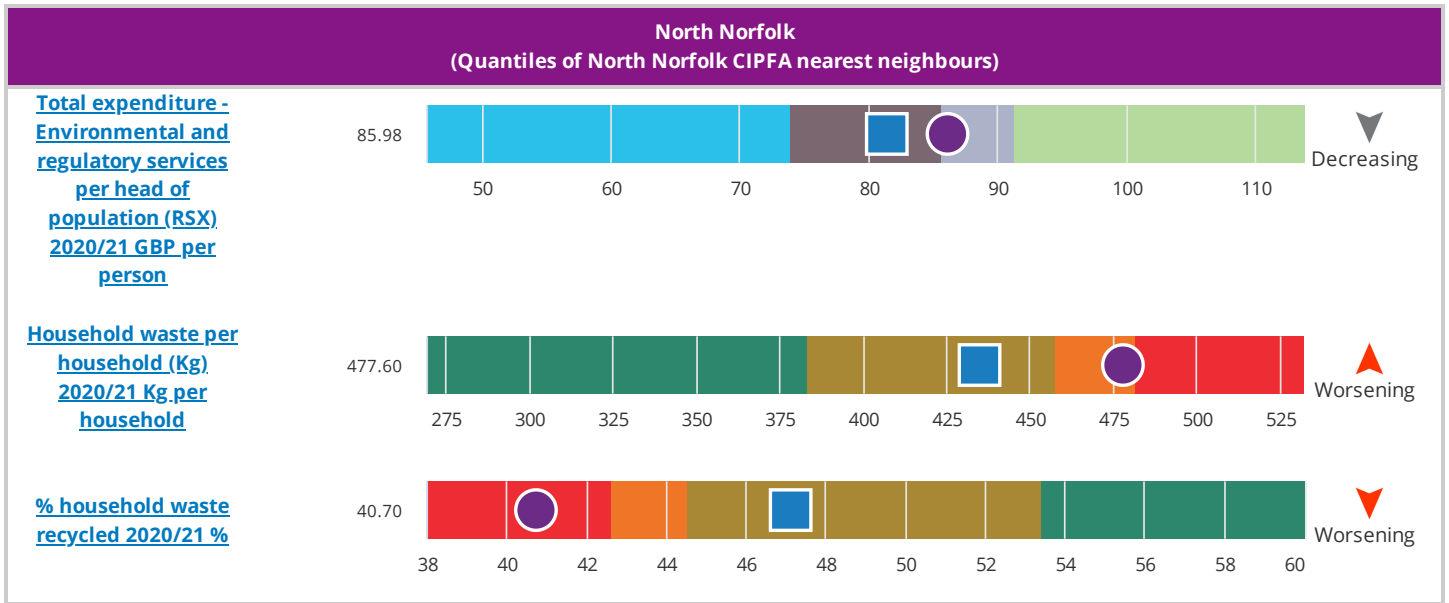 North Norfolk
(Quantiles of North Norfolk CIPFA nearest neighbours)
Total expenditure -
Environmental and
regulatory services
per head of
population (RSX)
2020/21 GBP per
person
85.98
50 60 70 80 90 100 110
Decreasing
Household waste per
household (Kg)
2020/21 Kg per
household
477.60
275 300 325 350 375 400 425 450 475 500 525
Worsening
% household waste
recycled 2020/21 %
40.70
38 40 42 44 46 48 50 52 54 56 58 60
Worsening